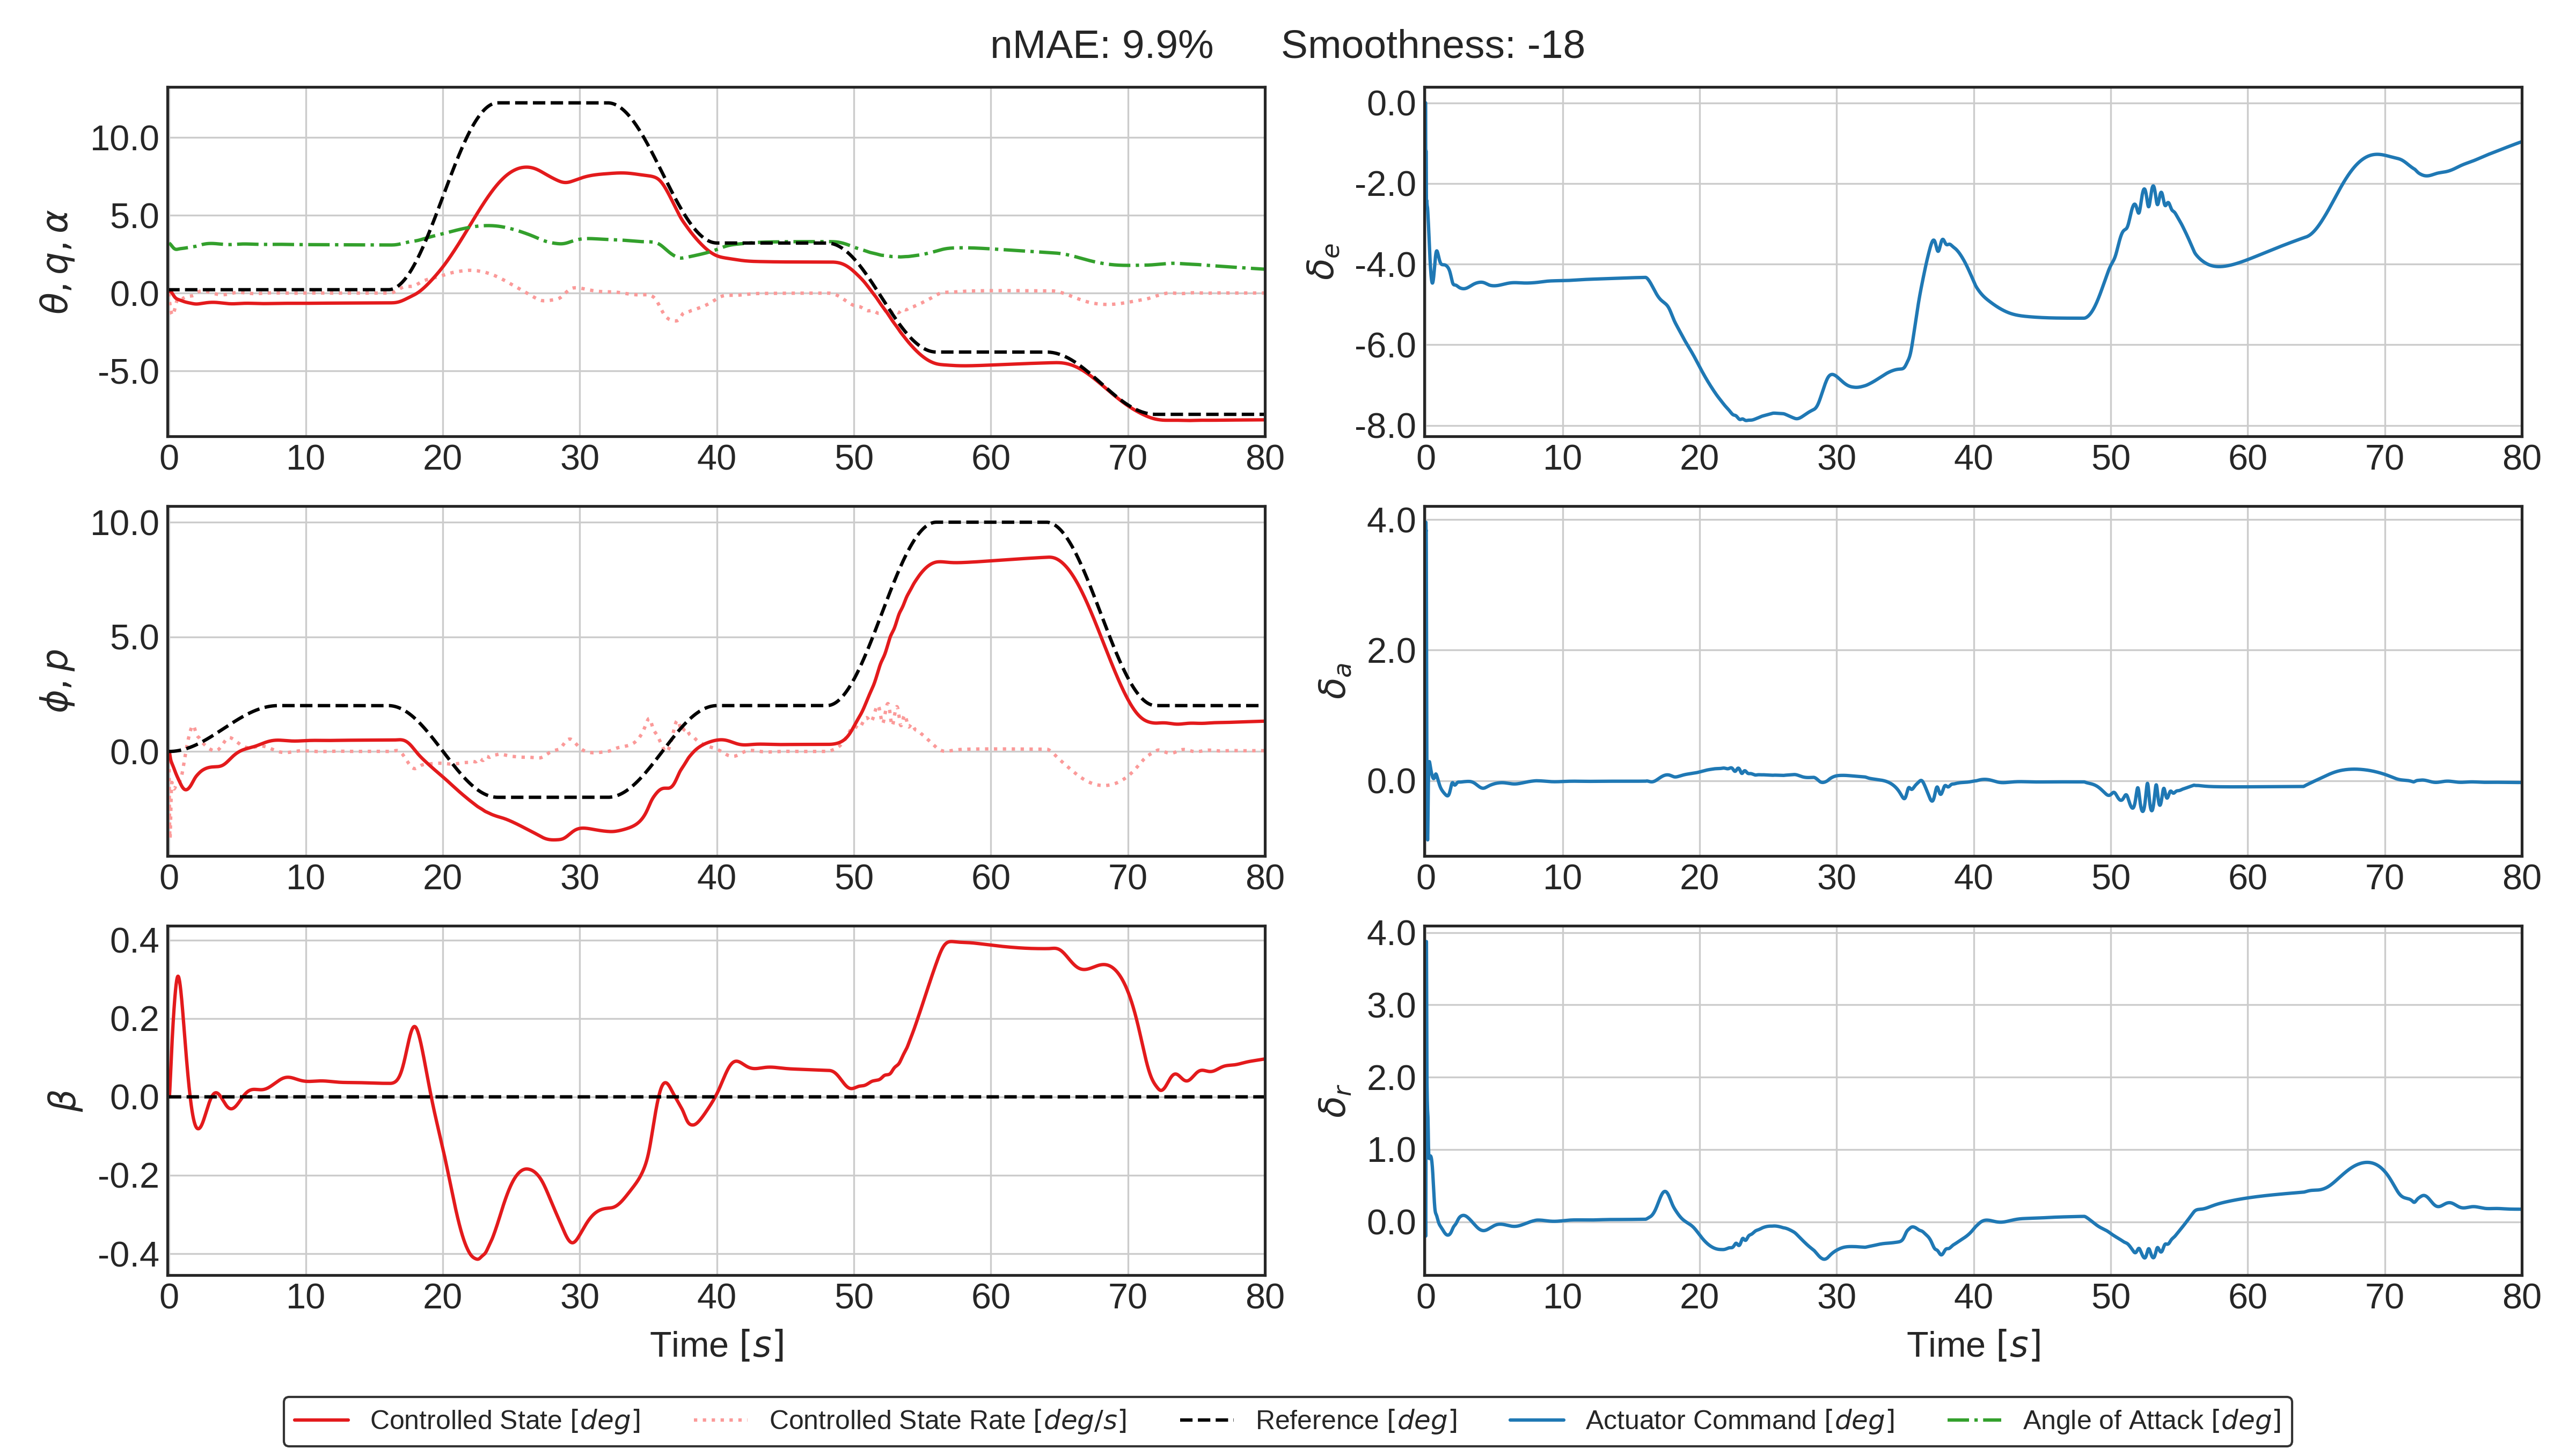 nMAE: 9.9% Smoothness: -18
θ, q, α
10.0
5.0
0.0
-5.0
0 10 20 30 40 50 60 70 80
δe
0.0
-2.0
-4.0
-6.0
-8.0
0 10 20 30 40 50 60 70 80
ϕ, p
10.0
5.0
0.0
0 10 20 30 40 50 60 70 80
δa
4.0
2.0
0.0
0 10 20 30 40 50 60 70 80
β
0.4
0.2
0.0
-0.2
-0.4
0 10 20 30 40 50 60 70 80
Time [s]
δr
4.0
3.0
2.0
1.0
0.0
0 10 20 30 40 50 60 70 80
Time [s]
Controlled State [deg] Controlled State Rate [deg/s] Reference [deg] Actuator Command [deg] Angle of Attack [deg]